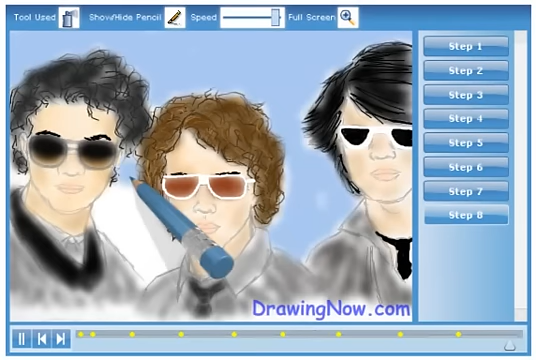 Tool Used Show/Hide Pencil Speed Full Screen
Step 1
Step 2
Step 3
Step 4
Step 5
Step 6
Step 7
Step 8
DrawingNow.com